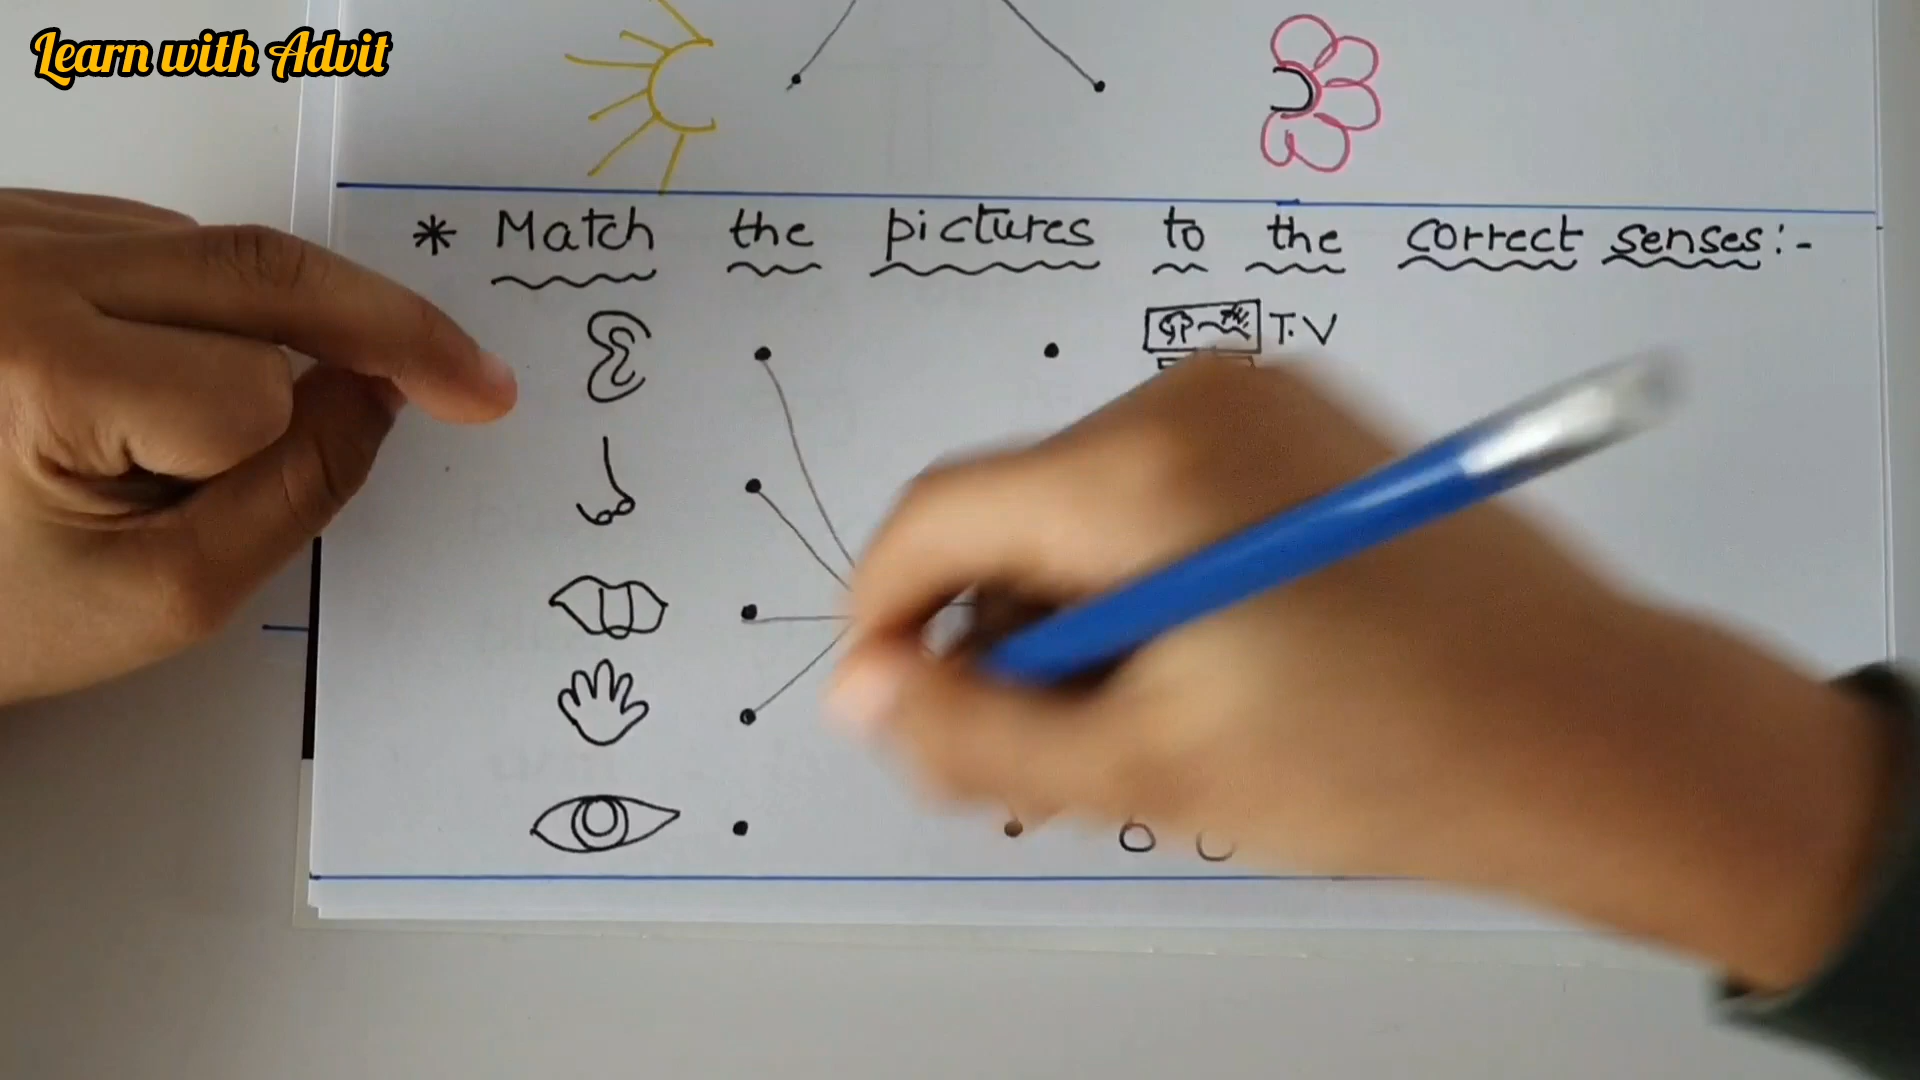 Learn with Advit
* Match the pictures to the correct senses:-
T.V